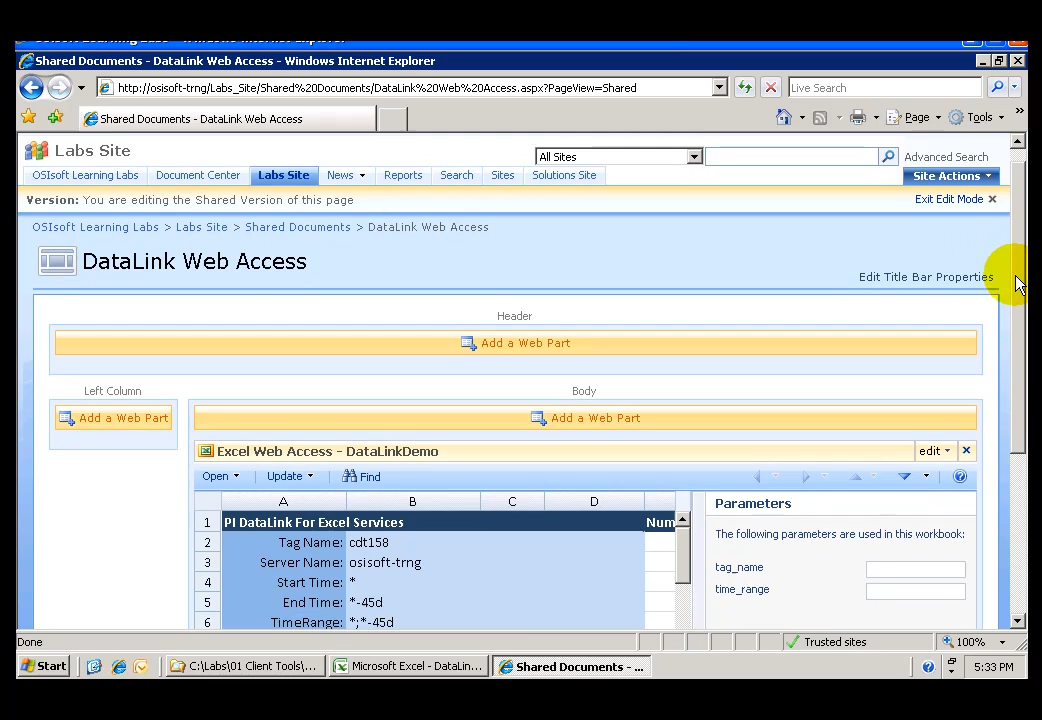 Shared Documents - DataLink Web Access - Windows Internet Explorer
http://osisoft-trng/Labs_Site/Shared%20Documents/DataLink%20Web%20Access.aspx?PageView=Shared
Live Search
Shared Documents - DataLink Web Access
Page
Tools
Labs Site
All Sites
Advanced Search
OSIsoft Learning Labs
Document Center
Labs Site
News
Reports
Search
Sites
Solutions Site
Site Actions
Version: You are editing the Shared Version of this page
Exit Edit Mode
OSIsoft Learning Labs > Labs Site > Shared Documents > DataLink Web Access
DataLink Web Access
Edit Title Bar Properties
Header
Add a Web Part
Left Column
Body
Add a Web Part
Add a Web Part
Excel Web Access - DataLinkDemo
edit
Open
Update
Find
A B C D
Parameters
1 PI DataLink For Excel Services Num
The following parameters are used in this workbook:
2 Tag Name: cdt158
3 Server Name: osisoft-trng
tag_name
4 Start Time: *
time_range
5 End Time: *-45d
6 TimeRange: *;*-45d
Done
Trusted sites
100%
Start
C:\Labs\01 Client Tools\...
Microsoft Excel - DataLin...
Shared Documents - ...
5:33 PM